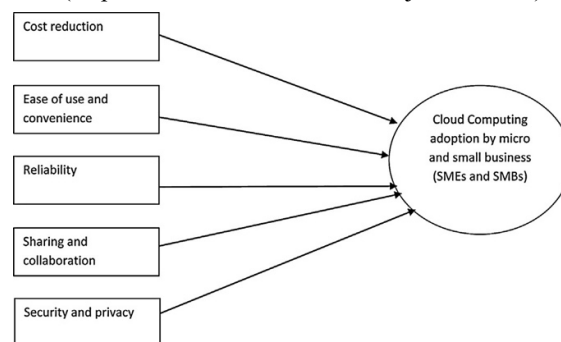 Cost reduction
Ease of use and
convenience
Reliability
Sharing and
collaboration
Security and privacy
Cloud Computing
adoption by micro
and small business
(SMEs and SMBs)